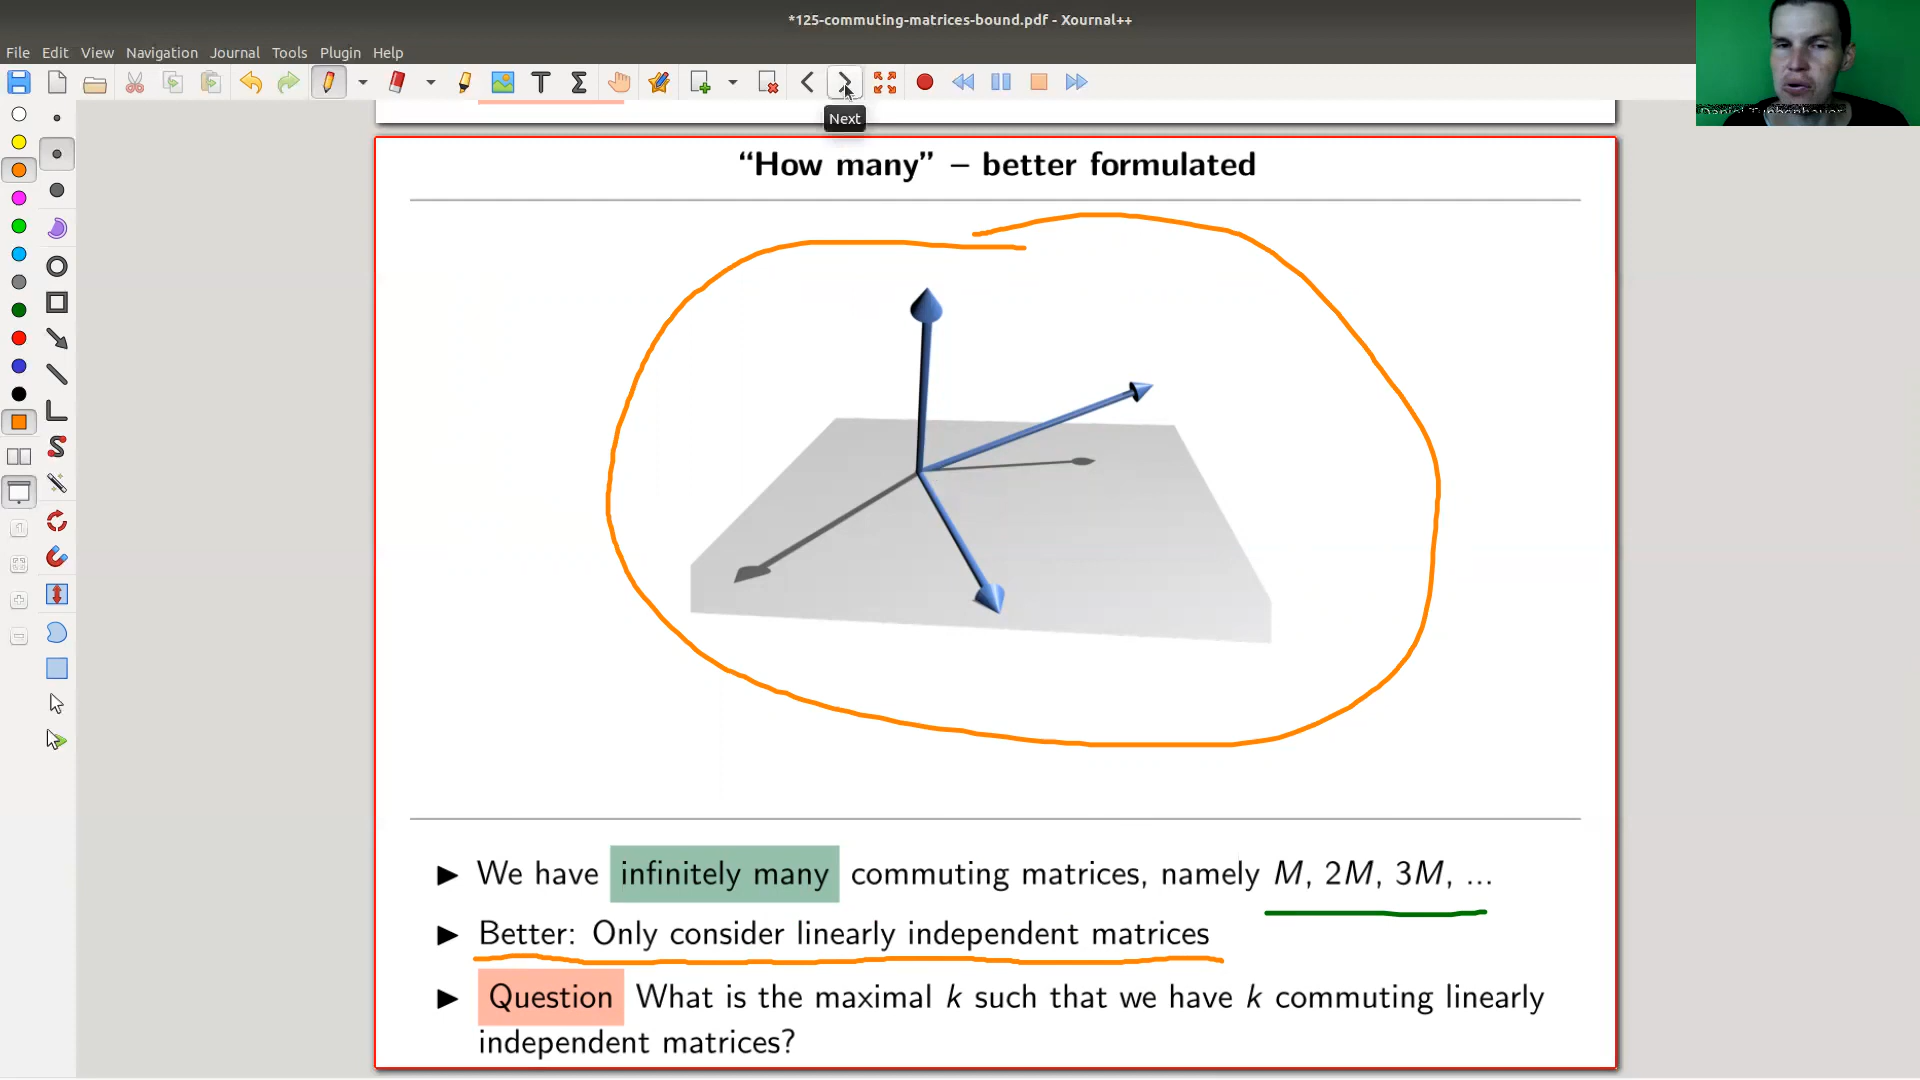 *125-commuting-matrices-bound.pdf - Xournal++
File Edit View Navigation Journal Tools Plugin Help
Next
“How many” – better formulated
► We have infinitely many commuting matrices, namely M, 2M, 3M, ...
► Better: Only consider linearly independent matrices
► Question What is the maximal k such that we have k commuting linearly
independent matrices?